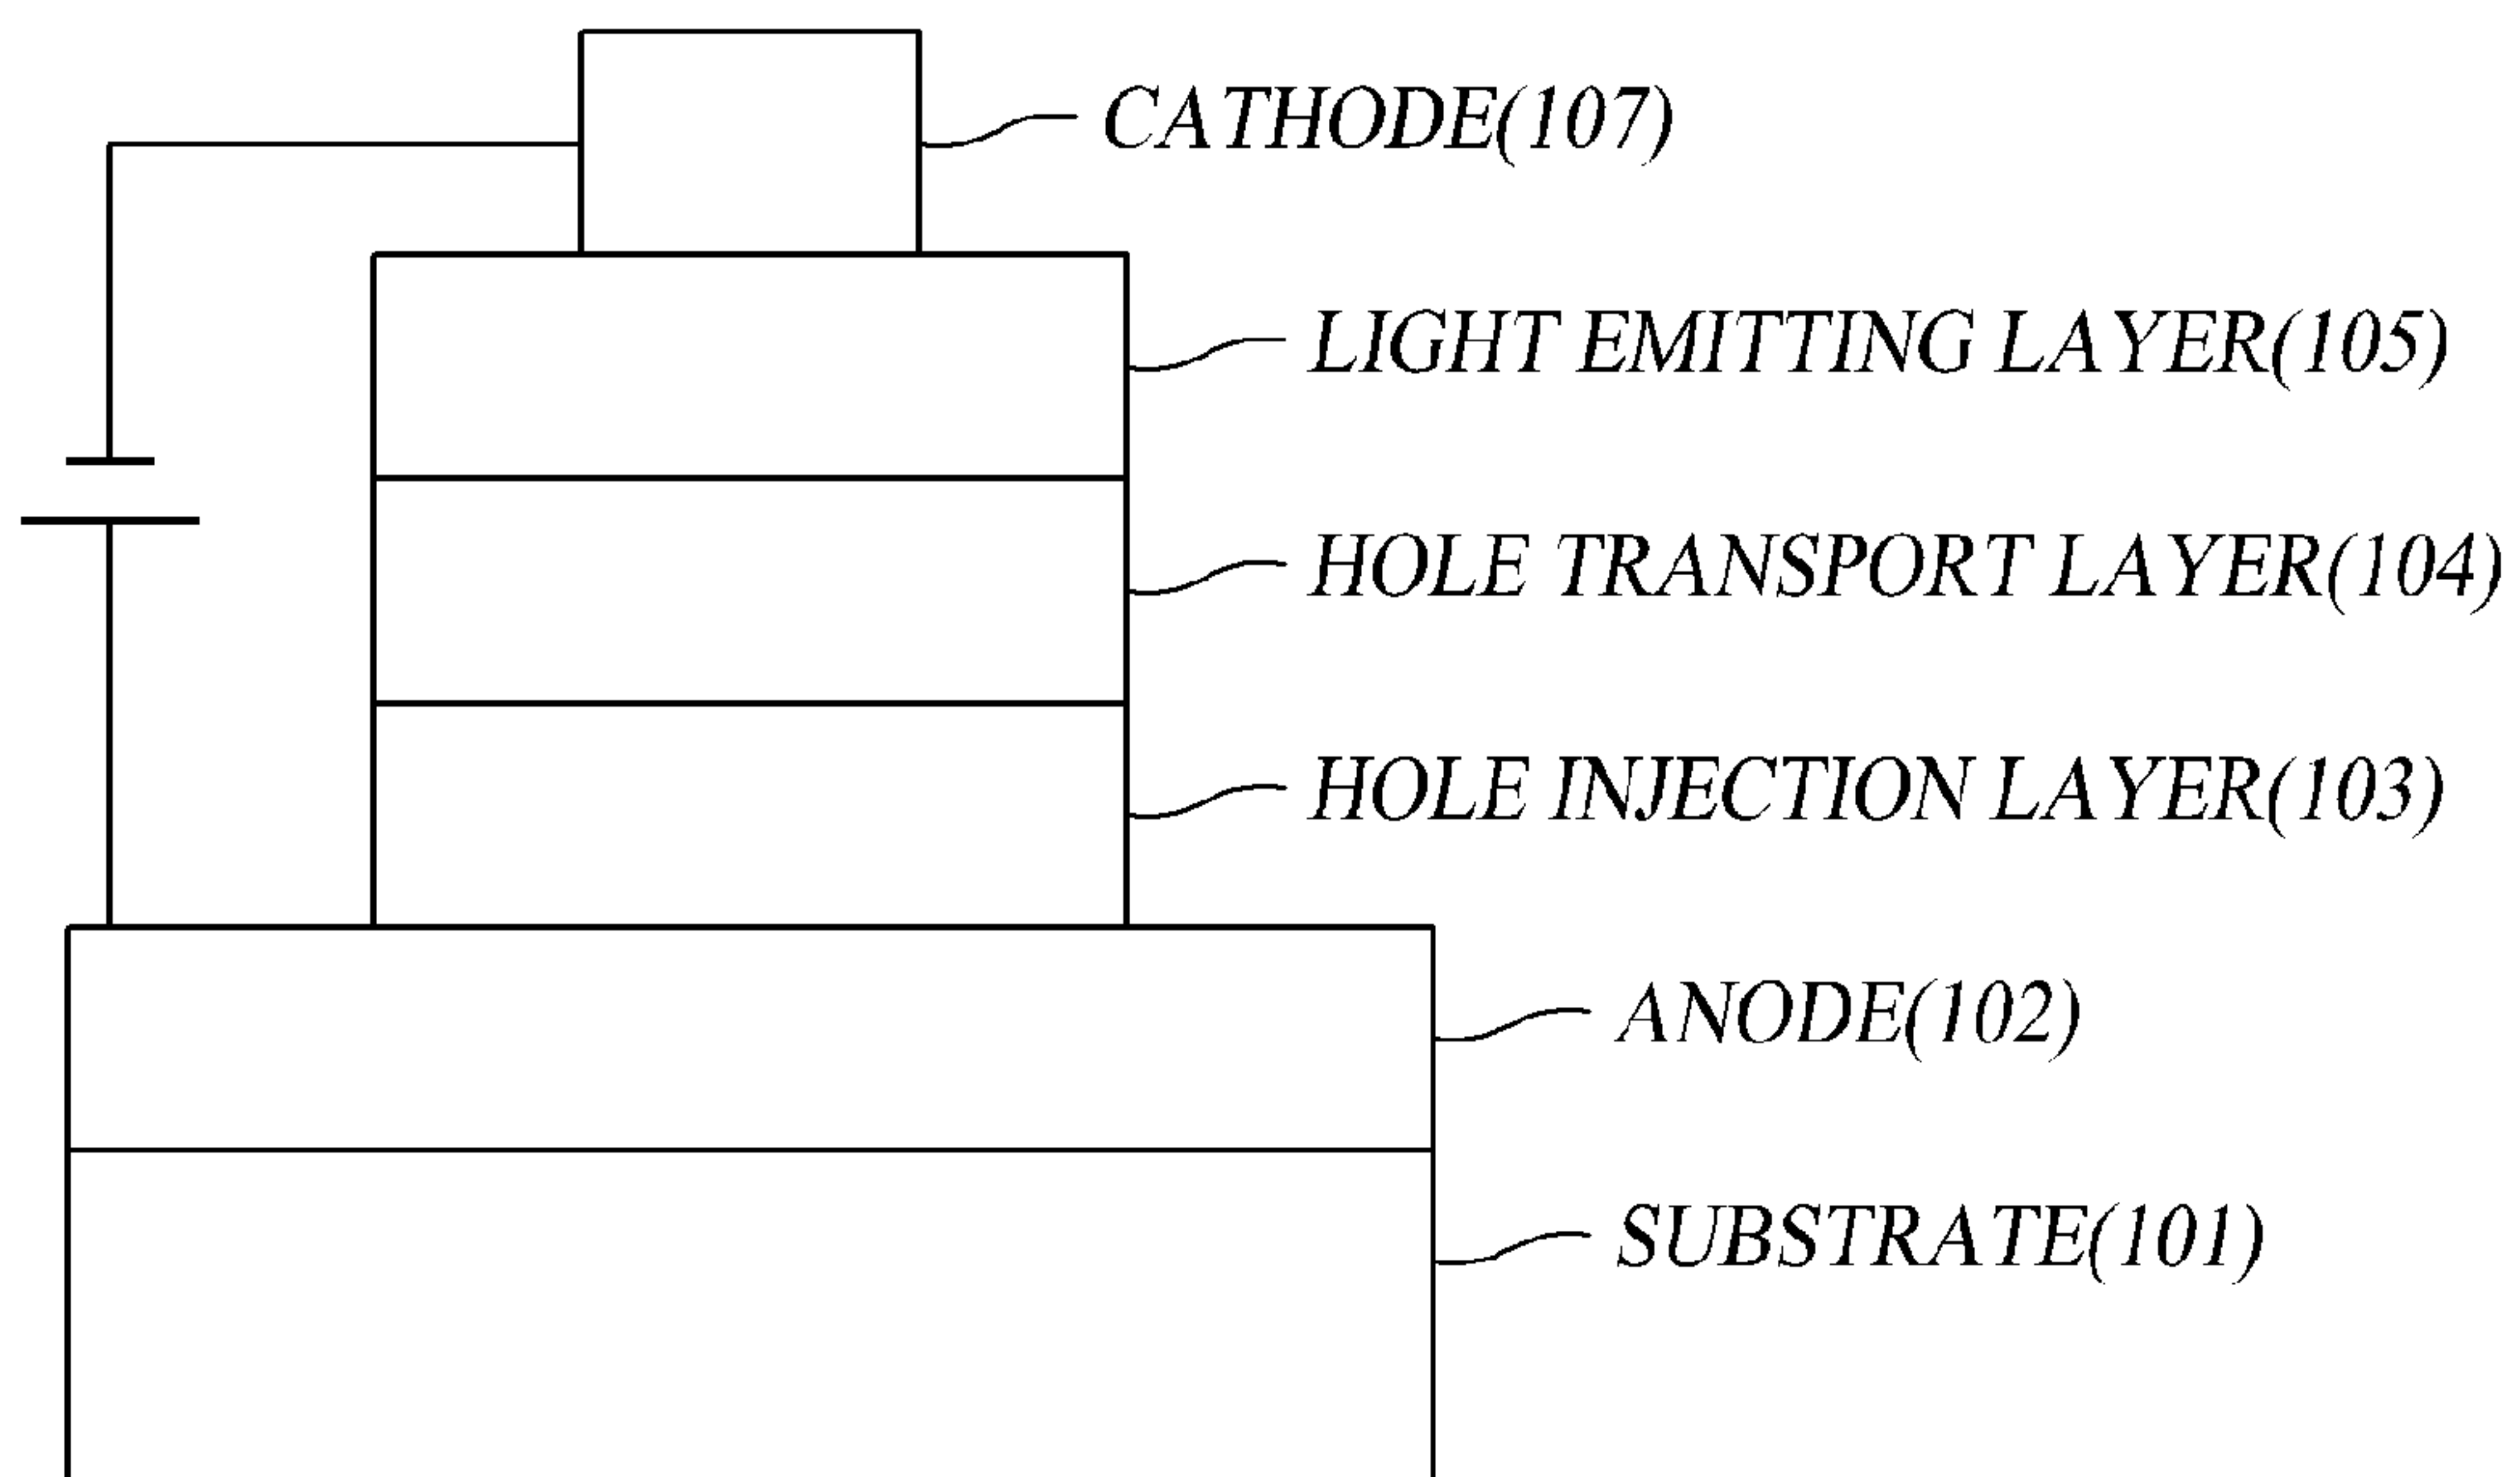 CATHODE(107)
LIGHT EMITTING LAYER(105)
HOLE TRANSPORT LAYER(104)
HOLE INJECTION LAYER(103)
ANODE(102)
SUBSTRATE(101)